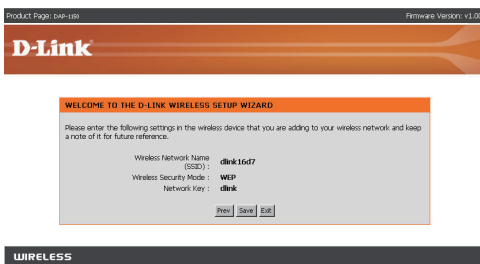 Product Page: DAP-1150 Firmware Version: v1.00
D-Link
WELCOME TO THE D-LINK WIRELESS SETUP WIZARD
Please enter the following settings in the wireless device that you are adding to your wireless network and keep
a note of it for future reference.
Wireless Network Name
(SSID) : dlink16d7
Wireless Security Mode : WEP
Network Key : dlink
Prev Save Exit
WIRELESS